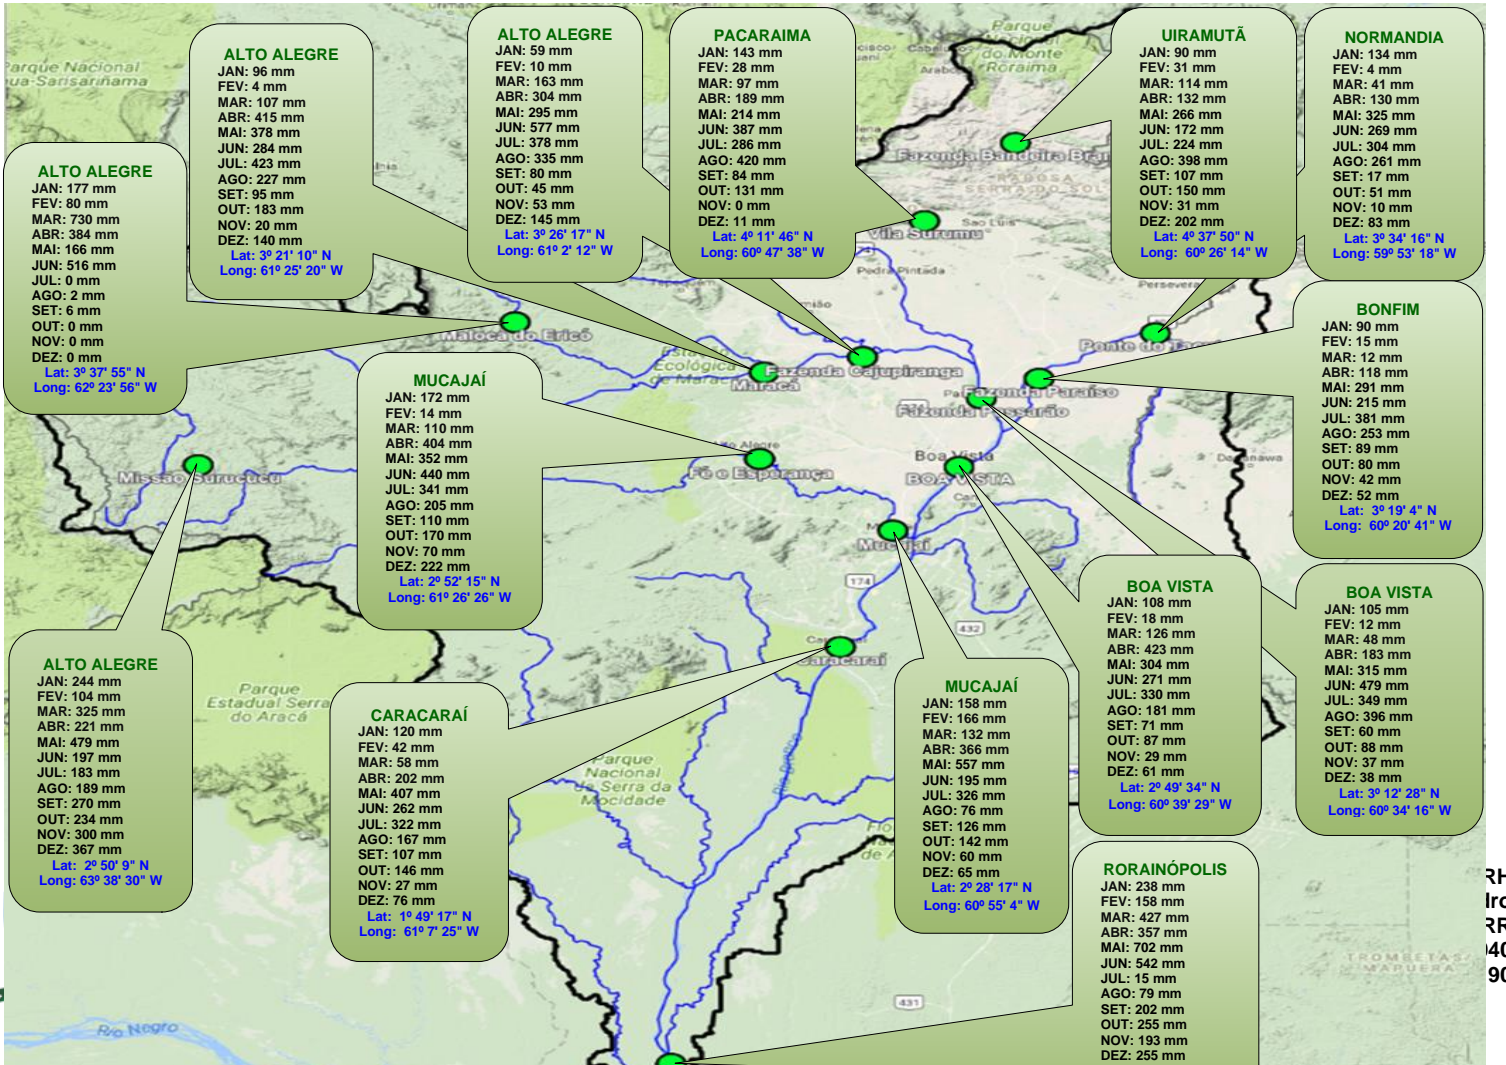 ALTO ALEGRE
JAN: 177 mm
FEV: 80 mm
MAR: 730 mm
ABR: 384 mm
MAI: 166 mm
JUN: 516 mm
JUL: 0 mm
AGO: 2 mm
SET: 6 mm
OUT: 0 mm
NOV: 0 mm
DEZ: 0 mm
Lat: 3º 37' 55" N
Long: 62º 23' 56" W
ALTO ALEGRE
JAN: 96 mm
FEV: 4 mm
MAR: 107 mm
ABR: 415 mm
MAI: 378 mm
JUN: 284 mm
JUL: 423 mm
AGO: 227 mm
SET: 95 mm
OUT: 183 mm
NOV: 20 mm
DEZ: 140 mm
Lat: 3º 21' 10" N
Long: 61º 25' 20" W
ALTO ALEGRE
JAN: 59 mm
FEV: 10 mm
MAR: 163 mm
ABR: 304 mm
MAI: 295 mm
JUN: 577 mm
JUL: 378 mm
AGO: 335 mm
SET: 80 mm
OUT: 45 mm
NOV: 53 mm
DEZ: 145 mm
Lat: 3º 26' 17" N
Long: 61º 2' 12" W
PACARAIMA
JAN: 143 mm
FEV: 28 mm
MAR: 97 mm
ABR: 189 mm
MAI: 214 mm
JUN: 387 mm
JUL: 286 mm
AGO: 420 mm
SET: 84 mm
OUT: 131 mm
NOV: 0 mm
DEZ: 11 mm
Lat: 4º 11' 46" N
Long: 60º 47' 38" W
UIRAMUTÃ
JAN: 90 mm
FEV: 31 mm
MAR: 114 mm
ABR: 132 mm
MAI: 266 mm
JUN: 172 mm
JUL: 224 mm
AGO: 398 mm
SET: 107 mm
OUT: 150 mm
NOV: 31 mm
DEZ: 202 mm
Lat: 4º 37' 50" N
Long: 60º 26' 14" W
NORMANDIA
JAN: 134 mm
FEV: 4 mm
MAR: 41 mm
ABR: 130 mm
MAI: 325 mm
JUN: 269 mm
JUL: 304 mm
AGO: 261 mm
SET: 17 mm
OUT: 51 mm
NOV: 10 mm
DEZ: 83 mm
Lat: 3º 34' 16" N
Long: 59º 53' 18" W
BONFIM
JAN: 90 mm
FEV: 15 mm
MAR: 12 mm
ABR: 118 mm
MAI: 291 mm
JUN: 215 mm
JUL: 381 mm
AGO: 253 mm
SET: 89 mm
OUT: 80 mm
NOV: 42 mm
DEZ: 52 mm
Lat: 3º 19' 4" N
Long: 60º 20' 41" W
MUCAJAÍ
JAN: 172 mm
FEV: 14 mm
MAR: 110 mm
ABR: 404 mm
MAI: 352 mm
JUN: 440 mm
JUL: 341 mm
AGO: 205 mm
SET: 110 mm
OUT: 170 mm
NOV: 70 mm
DEZ: 222 mm
Lat: 2º 52' 15" N
Long: 61º 26' 26" W
ALTO ALEGRE
JAN: 244 mm
FEV: 104 mm
MAR: 325 mm
ABR: 221 mm
MAI: 479 mm
JUN: 197 mm
JUL: 183 mm
AGO: 189 mm
SET: 270 mm
OUT: 234 mm
NOV: 300 mm
DEZ: 367 mm
Lat: 2º 50' 9" N
Long: 63º 38' 30" W
CARACARAÍ
JAN: 120 mm
FEV: 42 mm
MAR: 58 mm
ABR: 202 mm
MAI: 407 mm
JUN: 262 mm
JUL: 322 mm
AGO: 167 mm
SET: 107 mm
OUT: 146 mm
NOV: 27 mm
DEZ: 76 mm
Lat: 1º 49' 17" N
Long: 61º 7' 25" W
MUCAJAÍ
JAN: 158 mm
FEV: 166 mm
MAR: 132 mm
ABR: 366 mm
MAI: 557 mm
JUN: 195 mm
JUL: 326 mm
AGO: 76 mm
SET: 126 mm
OUT: 142 mm
NOV: 60 mm
DEZ: 65 mm
Lat: 2º 28' 17" N
Long: 60º 55' 4" W
BOA VISTA
JAN: 108 mm
FEV: 18 mm
MAR: 126 mm
ABR: 423 mm
MAI: 304 mm
JUN: 271 mm
JUL: 330 mm
AGO: 181 mm
SET: 71 mm
OUT: 87 mm
NOV: 29 mm
DEZ: 61 mm
Lat: 2º 49' 34" N
Long: 60º 39' 29" W
BOA VISTA
JAN: 105 mm
FEV: 12 mm
MAR: 48 mm
ABR: 183 mm
MAI: 315 mm
JUN: 479 mm
JUL: 349 mm
AGO: 396 mm
SET: 60 mm
OUT: 88 mm
NOV: 37 mm
DEZ: 38 mm
Lat: 3º 12' 28" N
Long: 60º 34' 16" W
RORAINÓPOLIS
JAN: 238 mm
FEV: 158 mm
MAR: 427 mm
ABR: 357 mm
MAI: 702 mm
JUN: 542 mm
JUL: 15 mm
AGO: 79 mm
SET: 202 mm
OUT: 255 mm
NOV: 193 mm
DEZ: 255 mm
Parque Nacional
Parque
do Monte
Roraima
Fazenda Bandeira
RAPOSA
SERRA DO SOL
Vila Surumu
Sao Luis
Pedra Pintada
Maloca do Ericó
Ponte do
Estação
Ecológica
de Maracá
Maracá
Fazenda Cajupiranga
Fazenda Paraíso
Fazenda Passarão
Missão Surucucu
Alto Alegre
Fé e Esperança
Boa Vista
BOA VISTA
Mucajaí
174
432
Caracaraí
Parque
Estadual Serra
do Aracá
Parque
Nacional
da Serra da
Mocidade
Rio Branco
Rio Negro
431
TROMBETAS/
MAPUERA
90